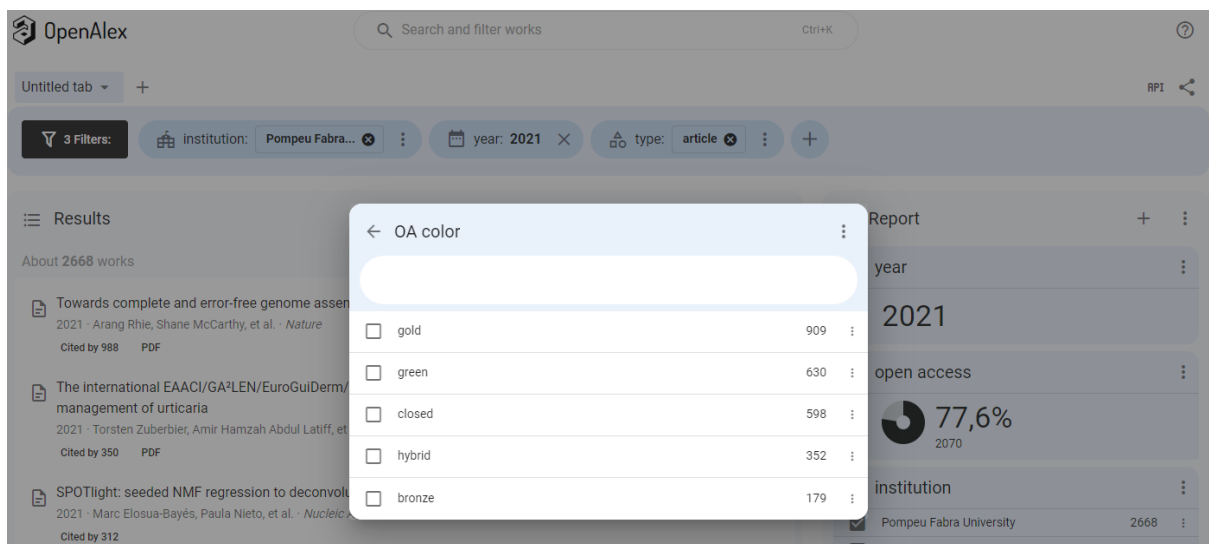 OpenAlex
Search and filter works
Ctrl+K
Untitled tab
API
3 Filters:
institution: Pompeu Fabra...
year: 2021
type: article
Results
About 2668 works
Towards complete and error-free genome assem
2021 · Arang Rhie, Shane McCarthy, et al. · Nature
Cited by 988 PDF
The international EAACI/GA²LEN/EuroGuiDerm/
management of urticaria
2021 · Torsten Zuberbier, Amir Hamzah Abdul Latiff, et
Cited by 350 PDF
SPOTlight: seeded NMF regression to deconvolu
2021 · Marc Elosua-Bayés, Paula Nieto, et al. · Nucleic
Cited by 312
OA color
gold 909
green 630
closed 598
hybrid 352
bronze 179
Report
year
2021
open access
77,6%
2070
institution
Pompeu Fabra University 2668